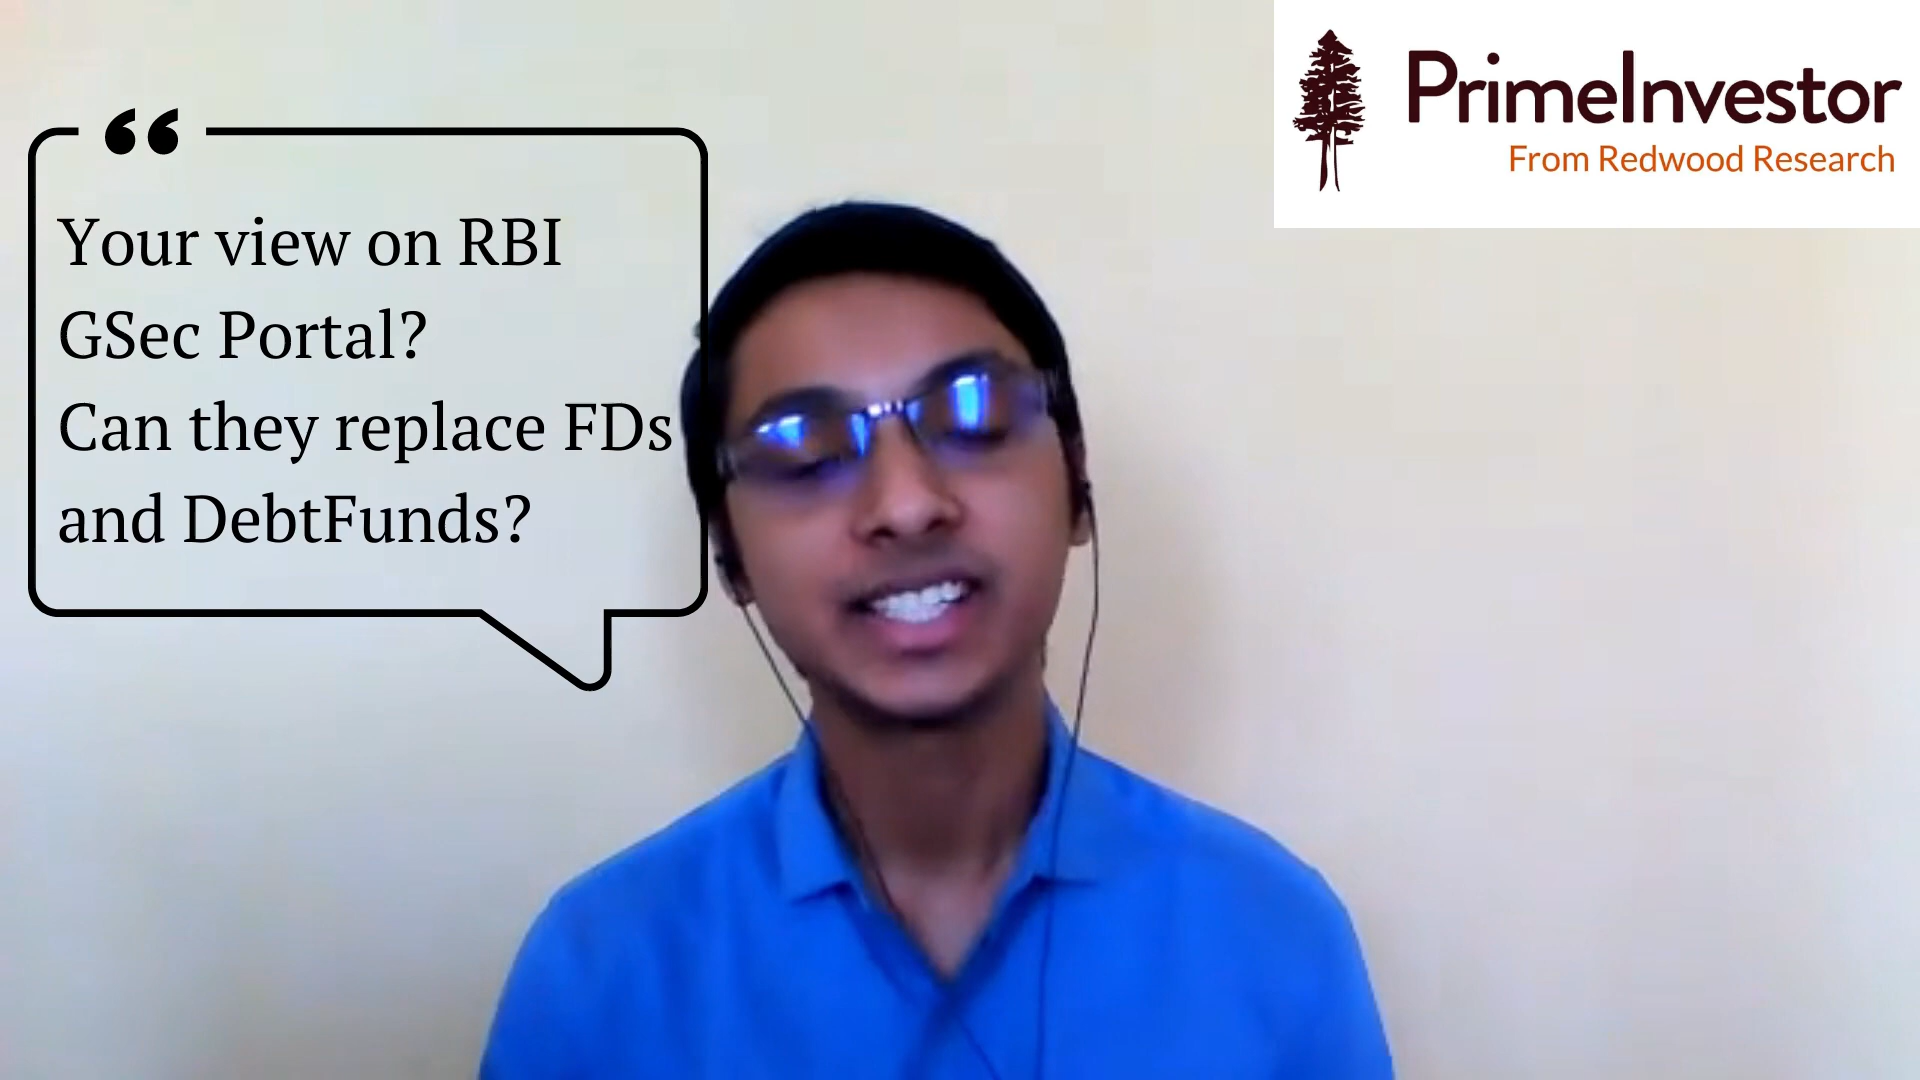 PrimeInvestor
From Redwood Research
“
Your view on RBI
GSec Portal?
Can they replace FDs
and DebtFunds?